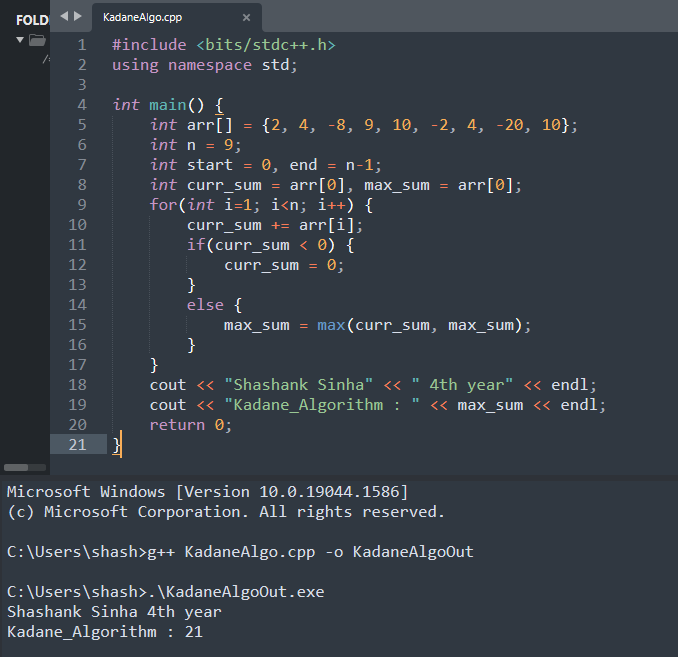 FOLD
KadaneAlgo.cpp ×
1 #include <bits/stdc++.h>
2 using namespace std;
3
4 int main() {
5     int arr[] = {2, 4, -8, 9, 10, -2, 4, -20, 10};
6     int n = 9;
7     int start = 0, end = n-1;
8     int curr_sum = arr[0], max_sum = arr[0];
9     for(int i=1; i<n; i++) {
10         curr_sum += arr[i];
11         if(curr_sum < 0) {
12             curr_sum = 0;
13         }
14         else {
15             max_sum = max(curr_sum, max_sum);
16         }
17     }
18     cout << "Shashank Sinha" << " 4th year" << endl;
19     cout << "Kadane_Algorithm : " << max_sum << endl;
20     return 0;
21 }
Microsoft Windows [Version 10.0.19044.1586]
(c) Microsoft Corporation. All rights reserved.
C:\Users\shash>g++ KadaneAlgo.cpp -o KadaneAlgoOut
C:\Users\shash>.\KadaneAlgoOut.exe
Shashank Sinha 4th year
Kadane_Algorithm : 21